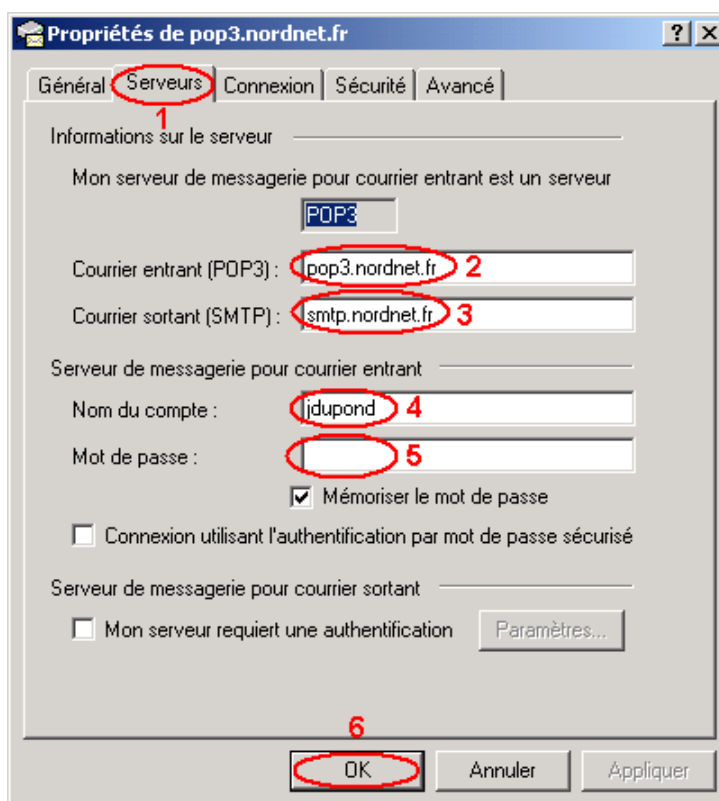 Propriétés de pop3.nordnet.fr ? X
Général Serveurs Connexion Sécurité Avancé
1
Informations sur le serveur
Mon serveur de messagerie pour courrier entrant est un serveur
POP3
Courrier entrant (POP3) : pop3.nordnet.fr 2
Courrier sortant (SMTP) : smtp.nordnet.fr 3
Serveur de messagerie pour courrier entrant
Nom du compte : jdupond 4
Mot de passe : 5
Mémoriser le mot de passe
Connexion utilisant l'authentification par mot de passe sécurisé
Serveur de messagerie pour courrier sortant
Mon serveur requiert une authentification Paramètres...
6
OK Annuler Appliquer